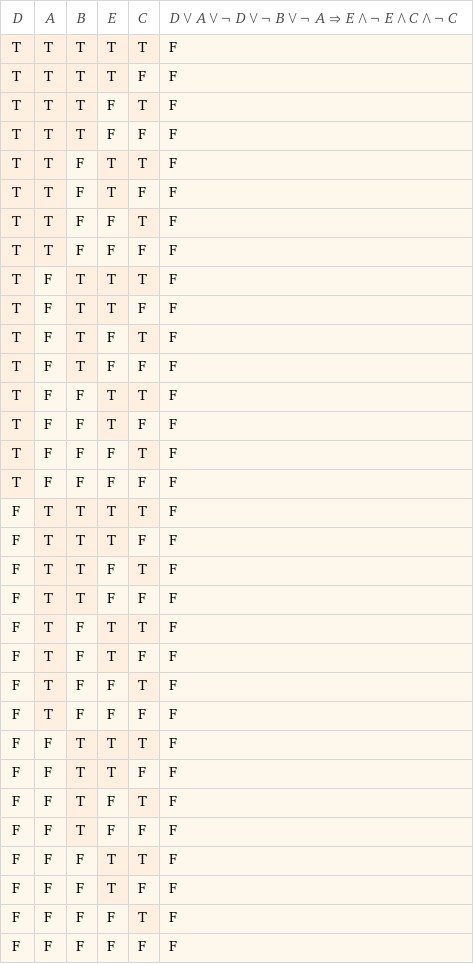 D A B E C D ∨ A ∨ ¬ D ∨ ¬ B ∨ ¬ A ⇒ E ∧ ¬ E ∧ C ∧ ¬ C
T T T T T F
T T T T F F
T T T F T F
T T T F F F
T T F T T F
T T F T F F
T T F F T F
T T F F F F
T F T T T F
T F T T F F
T F T F T F
T F T F F F
T F F T T F
T F F T F F
T F F F T F
T F F F F F
F T T T T F
F T T T F F
F T T F T F
F T T F F F
F T F T T F
F T F T F F
F T F F T F
F T F F F F
F F T T T F
F F T T F F
F F T F T F
F F T F F F
F F F T T F
F F F T F F
F F F F T F
F F F F F F